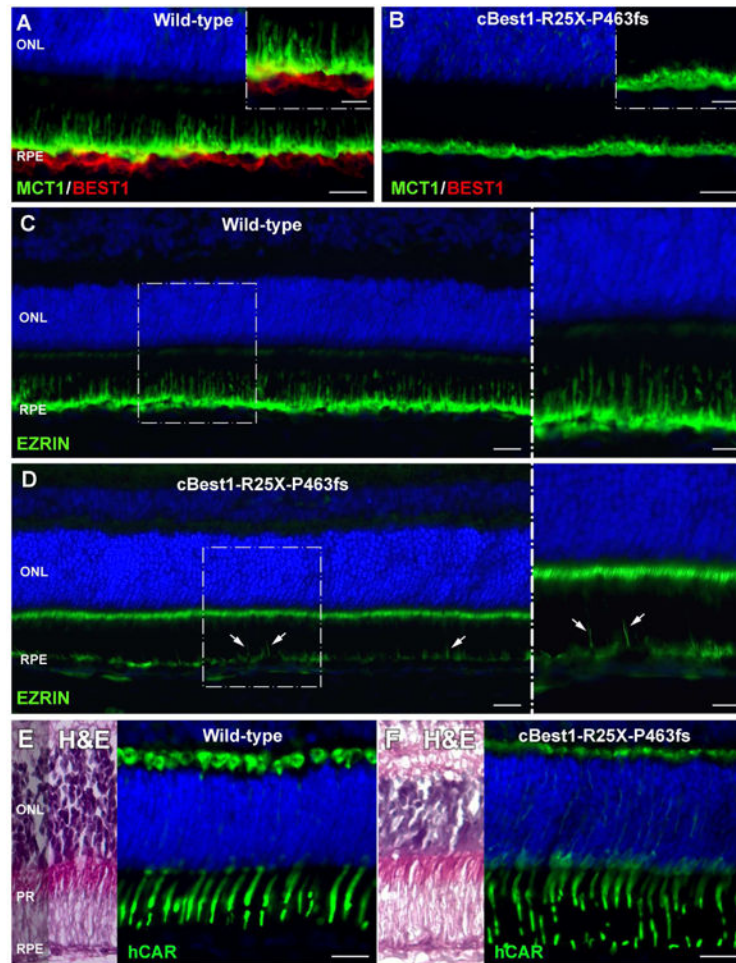 A
Wild-type
ONL
RPE
MCT1/BEST1
B
cBest1-R25X-P463fs
MCT1/BEST1
C
Wild-type
ONL
RPE
EZRIN
D
cBest1-R25X-P463fs
ONL
RPE
EZRIN
E H&E
Wild-type
ONL
PR
RPE
hCAR
F H&E
cBest1-R25X-P463fs
hCAR